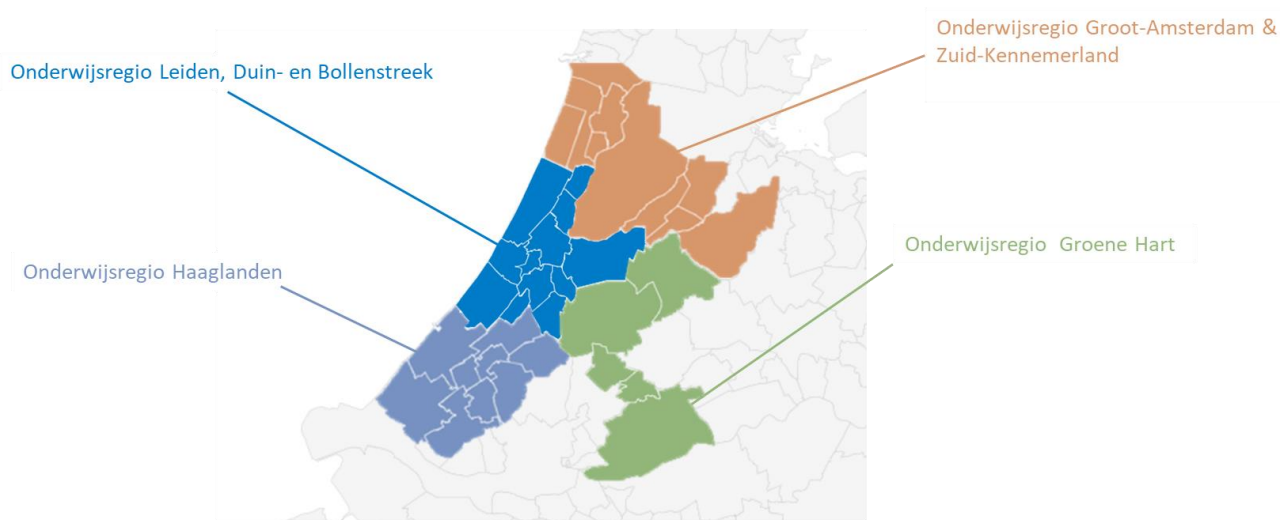 Onderwijsregio Groot-Amsterdam &
Zuid-Kennemerland
Onderwijsregio Leiden, Duin- en Bollenstreek
Onderwijsregio Groene Hart
Onderwijsregio Haaglanden